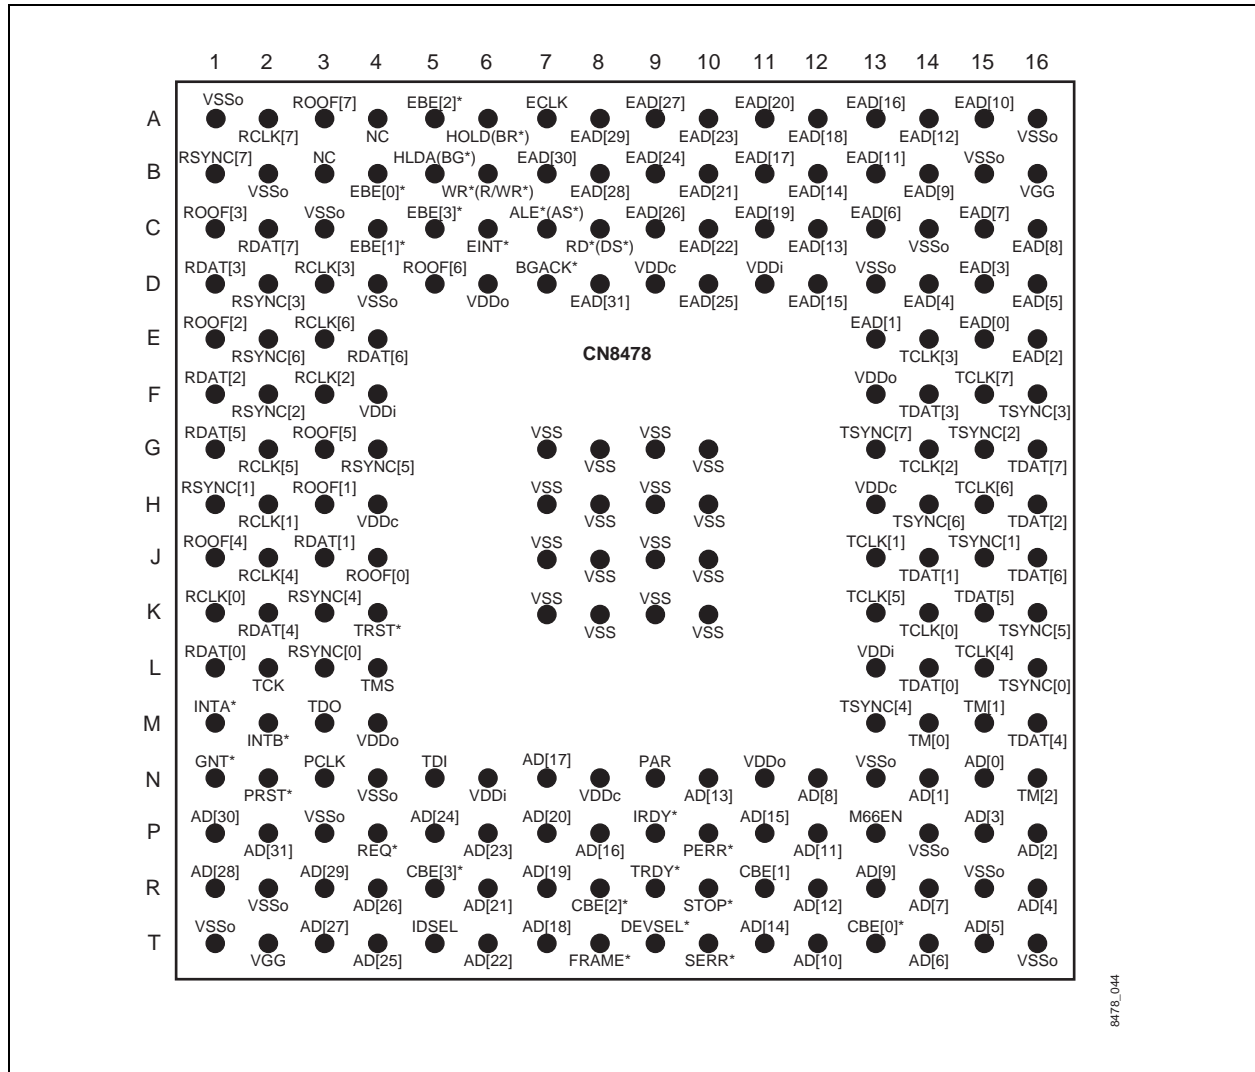 1 2 3 4 5 6 7 8 9 10 11 12 13 14 15 16
VSSo ROOF[7] EBE[2]* ECLK EAD[27] EAD[20] EAD[16] EAD[10]
A
RCLK[7] NC HOLD(BR*) EAD[29] EAD[23] EAD[18] EAD[12] VSSo
RSYNC[7] NC HLDA(BG*) EAD[30] EAD[24] EAD[17] EAD[11] VSSo
B
VSSo EBE[0]* WR*(R/WR*) EAD[28] EAD[21] EAD[14] EAD[9] VGG
ROOF[3] VSSo EBE[3]* ALE*(AS*) EAD[26] EAD[19] EAD[6] EAD[7]
C
RDAT[7] EBE[1]* EINT* RD*(DS*) EAD[22] EAD[13] VSSo EAD[8]
RDAT[3] RCLK[3] ROOF[6] BGACK* VDDc VDDi VSSo EAD[3]
D
RSYNC[3] VSSo VDDo EAD[31] EAD[25] EAD[15] EAD[4] EAD[5]
ROOF[2] RCLK[6] EAD[1] EAD[0]
E
CN8478
RSYNC[6] RDAT[6] TCLK[3] EAD[2]
RDAT[2] RCLK[2] VDDo TCLK[7]
F
RSYNC[2] VDDi TDAT[3] TSYNC[3]
RDAT[5] ROOF[5] VSS VSS TSYNC[7] TSYNC[2]
G
RCLK[5] RSYNC[5] VSS VSS TCLK[2] TDAT[7]
RSYNC[1] ROOF[1] VSS VSS VDDc TCLK[6]
H
RCLK[1] VDDc VSS VSS TSYNC[6] TDAT[2]
ROOF[4] RDAT[1] VSS VSS TCLK[1] TSYNC[1]
J
RCLK[4] ROOF[0] VSS VSS TDAT[1] TDAT[6]
RCLK[0] RSYNC[4] VSS VSS TCLK[5] TDAT[5]
K
RDAT[4] TRST* VSS VSS TCLK[0] TSYNC[5]
RDAT[0] RSYNC[0] VDDi TCLK[4]
L
TCK TMS TDAT[0] TSYNC[0]
INTA* TDO TSYNC[4] TM[1]
M
INTB* VDDo TM[0] TDAT[4]
GNT* PCLK TDI AD[17] PAR VDDo VSSo AD[0]
N
PRST* VSSo VDDi VDDc AD[13] AD[8] AD[1] TM[2]
AD[30] VSSo AD[24] AD[20] IRDY* AD[15] M66EN AD[3]
P
AD[31] REQ* AD[23] AD[16] PERR* AD[11] VSSo AD[2]
AD[28] AD[29] CBE[3]* AD[19] TRDY* CBE[1] AD[9] VSSo
R
VSSo AD[26] AD[21] CBE[2]* STOP* AD[12] AD[7] AD[4]
VSSo AD[27] IDSEL AD[18] DEVSEL* AD[14] CBE[0]* AD[5]
T
VGG AD[25] AD[22] FRAME* SERR* AD[10] AD[6] VSSo
8478_044